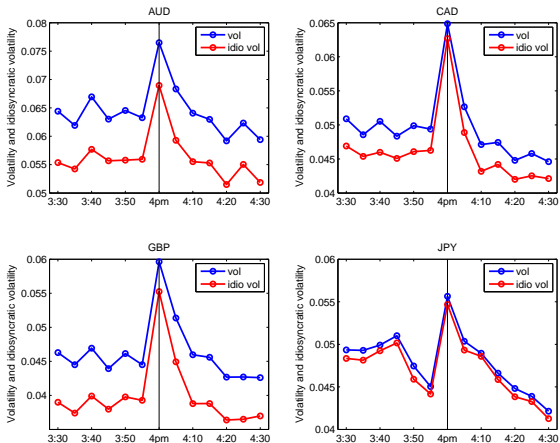 AUD
Volatility and idiosyncratic volatility
0.08
0.075
0.07
0.065
0.06
0.055
0.05
3:30 3:40 3:50 4pm 4:10 4:20 4:30
vol
idio vol
CAD
Volatility and idiosyncratic volatility
0.065
0.06
0.055
0.05
0.045
0.04
3:30 3:40 3:50 4pm 4:10 4:20 4:30
vol
idio vol
GBP
Volatility and idiosyncratic volatility
0.06
0.055
0.05
0.045
0.04
3:30 3:40 3:50 4pm 4:10 4:20 4:30
vol
idio vol
JPY
Volatility and idiosyncratic volatility
0.06
0.055
0.05
0.045
0.04
3:30 3:40 3:50 4pm 4:10 4:20 4:30
vol
idio vol